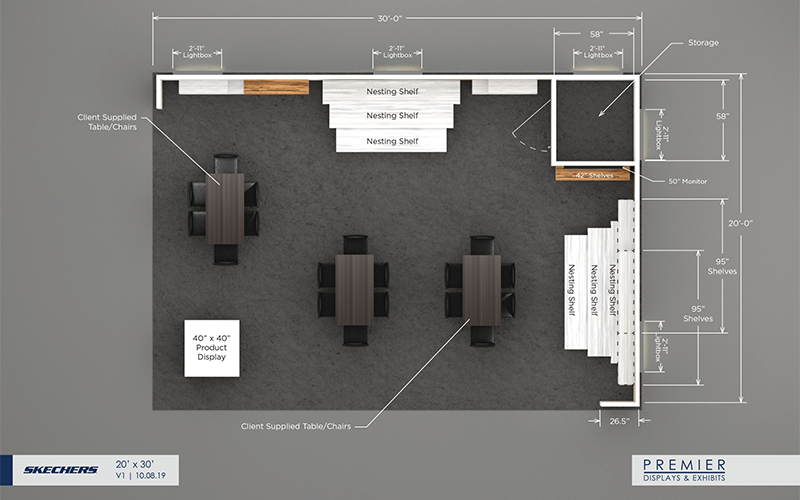 30'-0"
58"
2'-11"
Lightbox
2'-11"
Lightbox
2'-11"
Lightbox
Storage
Nesting Shelf
Nesting Shelf
Nesting Shelf
Client Supplied
Table/Chairs
2'-11"
Lightbox
58"
42" Shelves
50" Monitor
20'-0"
95"
Shelves
Nesting Shelf
Nesting Shelf
Nesting Shelf
95"
Shelves
2'-11"
Lightbox
40" x 40"
Product
Display
Client Supplied Table/Chairs
26.5"
SKECHERS
20' x 30'
V1 | 10.08.19
PREMIER
DISPLAYS & EXHIBITS